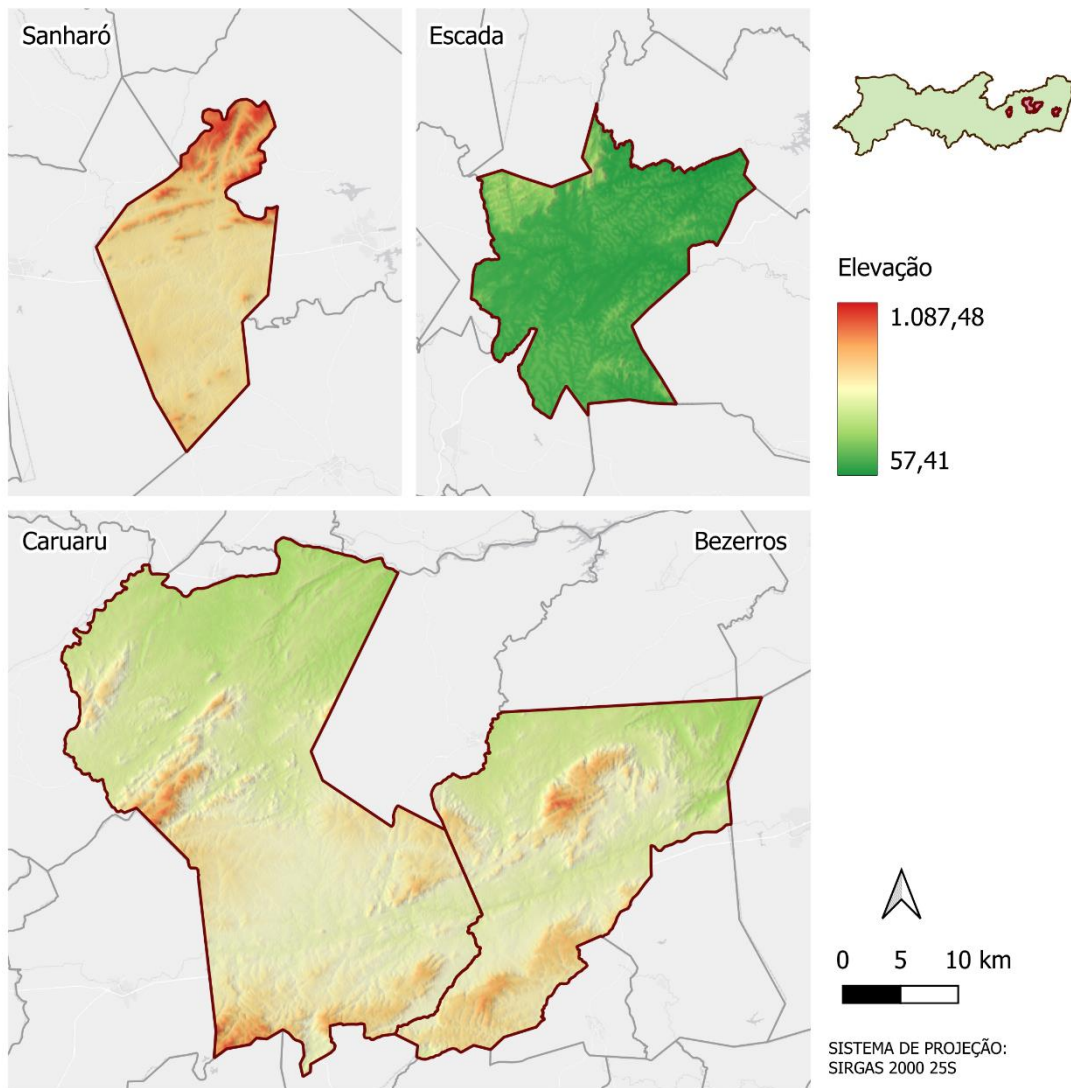 Sanharó
Escada
Elevação
1.087,48
57,41
Caruaru
Bezerros
0 5 10 km
SISTEMA DE PROJEÇÃO:
SIRGAS 2000 25S